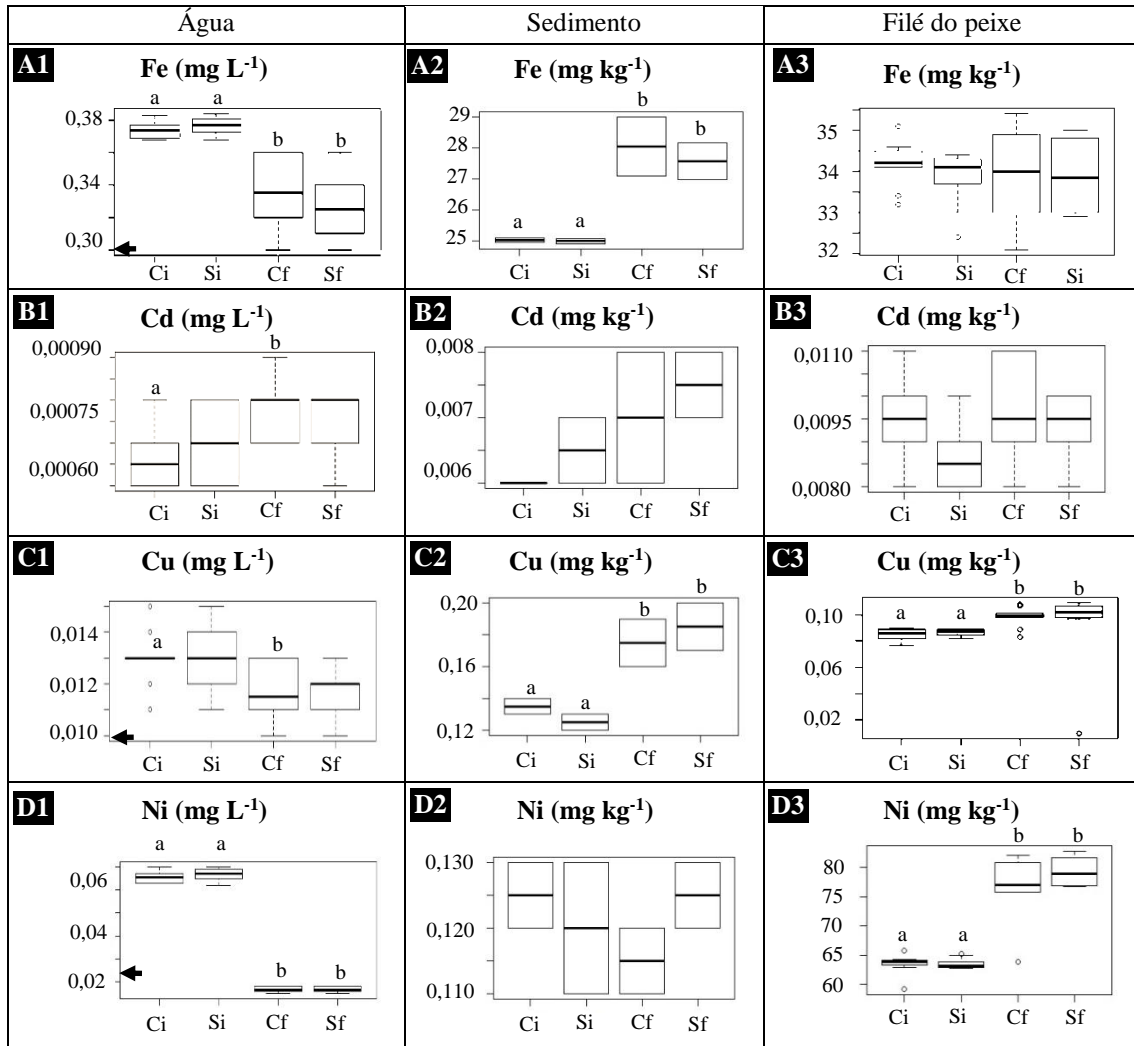 Água
Sedimento
Filé do peixe
A1
Fe (mg L⁻¹)
a a b b
0,38
0,34
0,30
Ci Si Cf Sf
A2
Fe (mg kg⁻¹)
a a b b
29
28
27
26
25
Ci Si Cf Sf
A3
Fe (mg kg⁻¹)
35
34
33
32
Ci Si Cf Si
B1
Cd (mg L⁻¹)
a b
0,00090
0,00075
0,00060
Ci Si Cf Sf
B2
Cd (mg kg⁻¹)
0,008
0,007
0,006
Ci Si Cf Sf
B3
Cd (mg kg⁻¹)
0,0110
0,0095
0,0080
Ci Si Cf Sf
C1
Cu (mg L⁻¹)
a b
0,014
0,012
0,010
Ci Si Cf Sf
C2
Cu (mg kg⁻¹)
a a b b
0,20
0,16
0,12
Ci Si Cf Sf
C3
Cu (mg kg⁻¹)
a a b b
0,10
0,06
0,02
Ci Si Cf Sf
D1
Ni (mg L⁻¹)
a a b b
0,06
0,04
0,02
Ci Si Cf Sf
D2
Ni (mg kg⁻¹)
0,130
0,120
0,110
Ci Si Cf Sf
D3
Ni (mg kg⁻¹)
a a b b
80
75
70
65
60
Ci Si Cf Sf